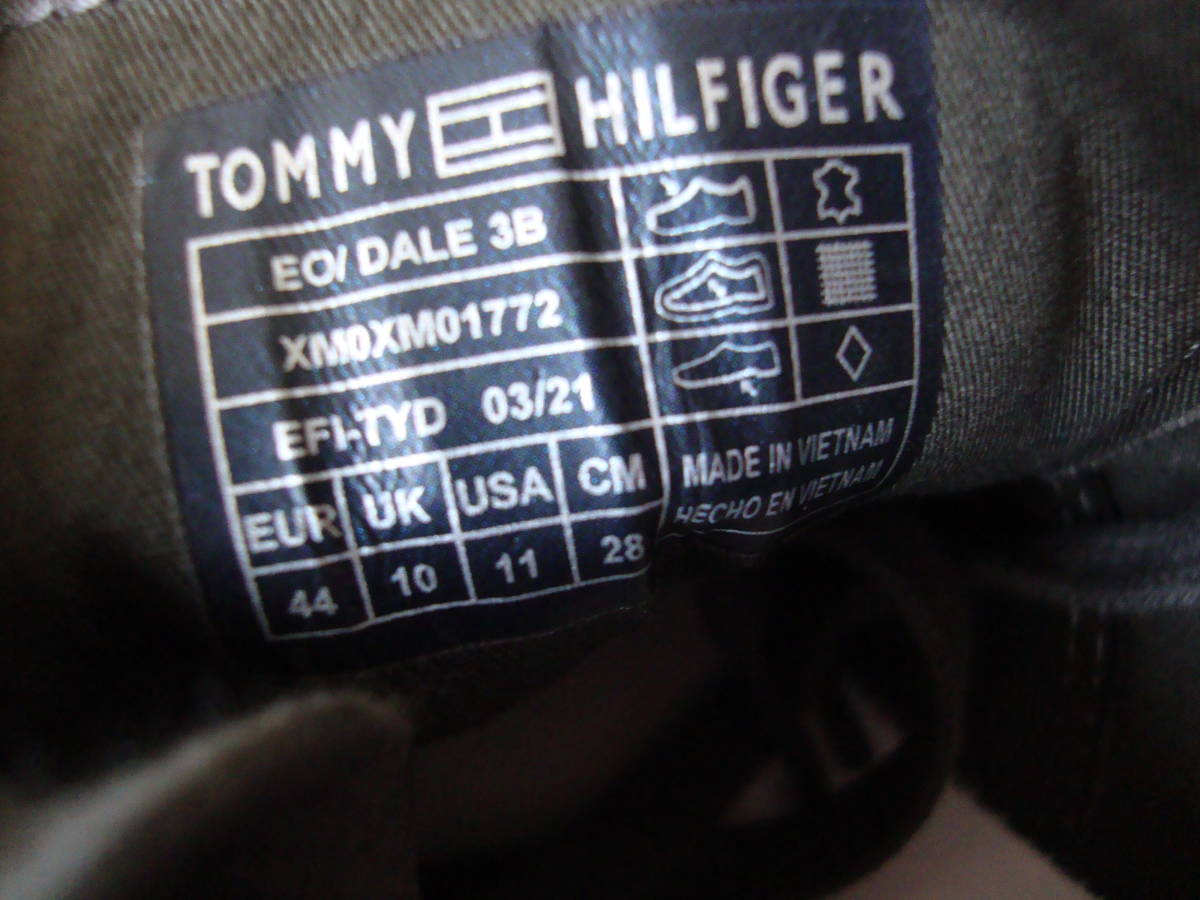 TOMMY HILFIGER
EO/ DALE 3B
XM0XM01772
EFI-TYD 03/21
EUR UK USA CM
44 10 11 28
MADE IN VIETNAM
HECHO EN VIETNAM